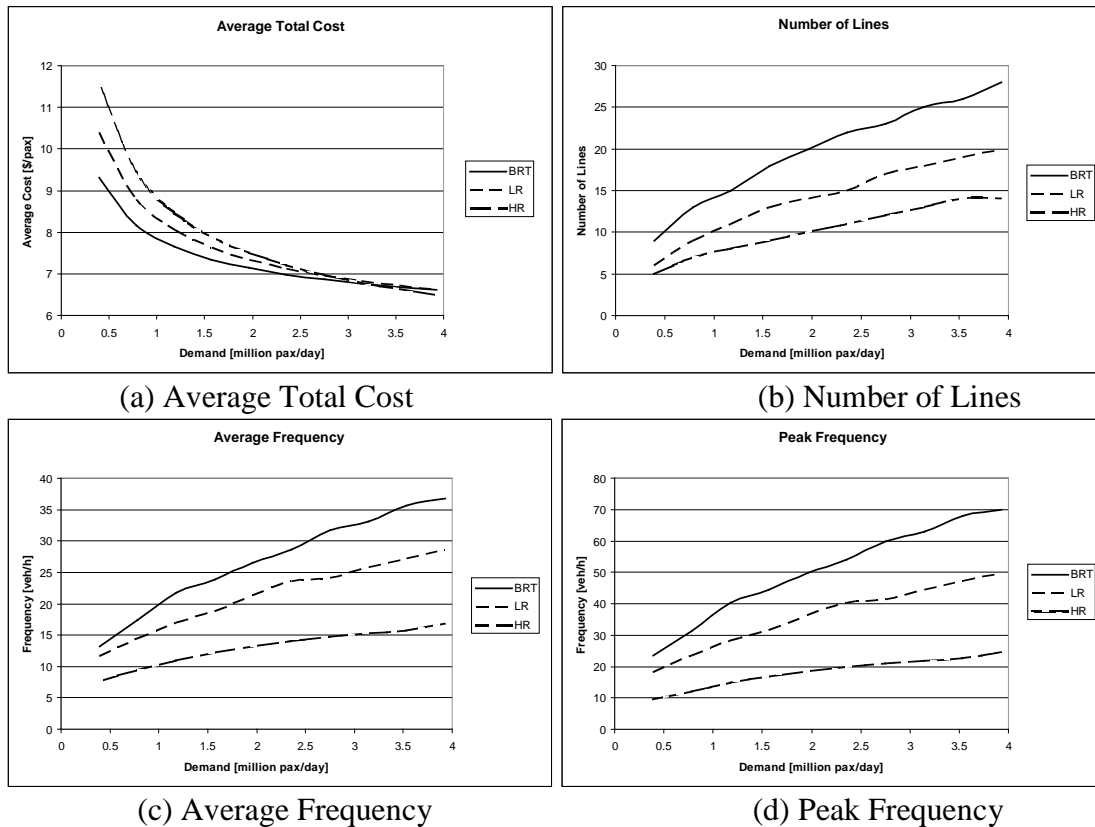 Average Total Cost
12
11
10
9
8
7
6
0 0.5 1 1.5 2 2.5 3 3.5 4
Average Cost [$/pax]
Demand [million pax/day]
BRT
LR
HR
(a) Average Total Cost
Number of Lines
30
25
20
15
10
5
0
0 0.5 1 1.5 2 2.5 3 3.5 4
Number of Lines
Demand [million pax/day]
BRT
LR
HR
(b) Number of Lines
Average Frequency
40
35
30
25
20
15
10
5
0
0 0.5 1 1.5 2 2.5 3 3.5 4
Frequency [veh/h]
Demand [million pax/day]
BRT
LR
HR
(c) Average Frequency
Peak Frequency
80
70
60
50
40
30
20
10
0
0 0.5 1 1.5 2 2.5 3 3.5 4
Frequency [veh/h]
Demand [million pax/day]
BRT
LR
HR
(d) Peak Frequency